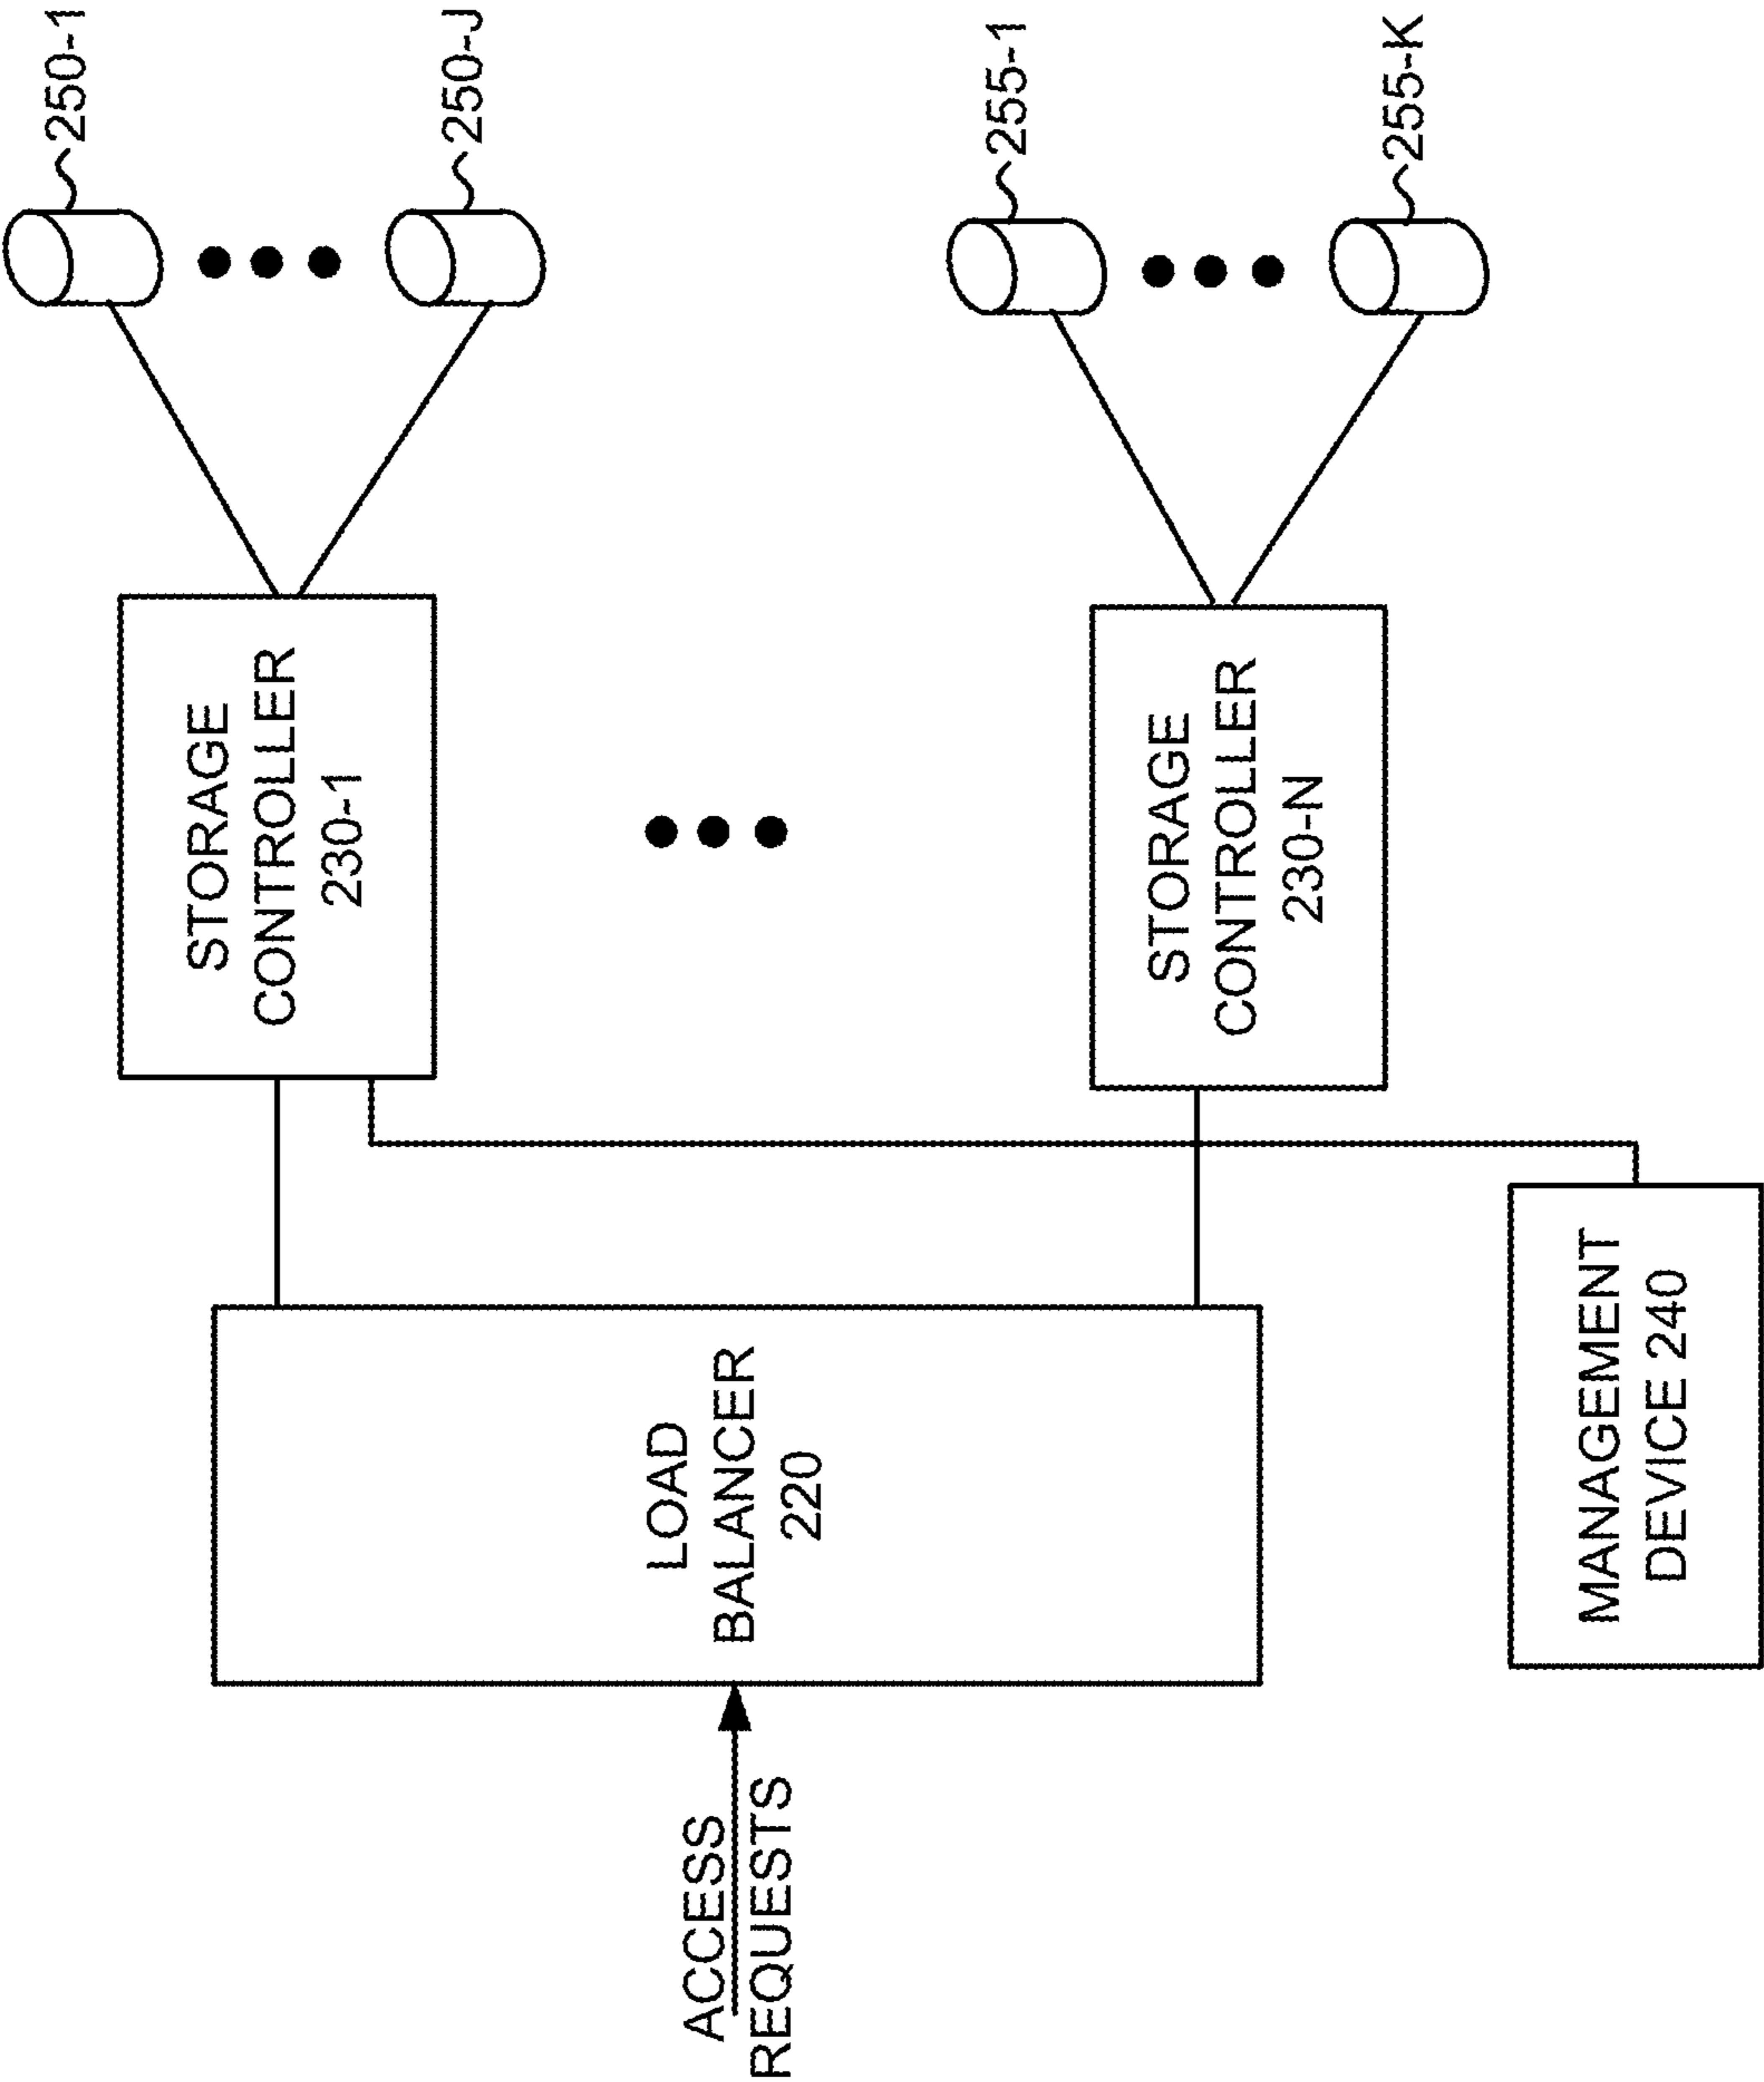 ACCESS
REQUESTS
LOAD
BALANCER
220
MANAGEMENT
DEVICE 240
STORAGE
CONTROLLER
230-1
STORAGE
CONTROLLER
230-N
250-1
250-J
255-1
255-K